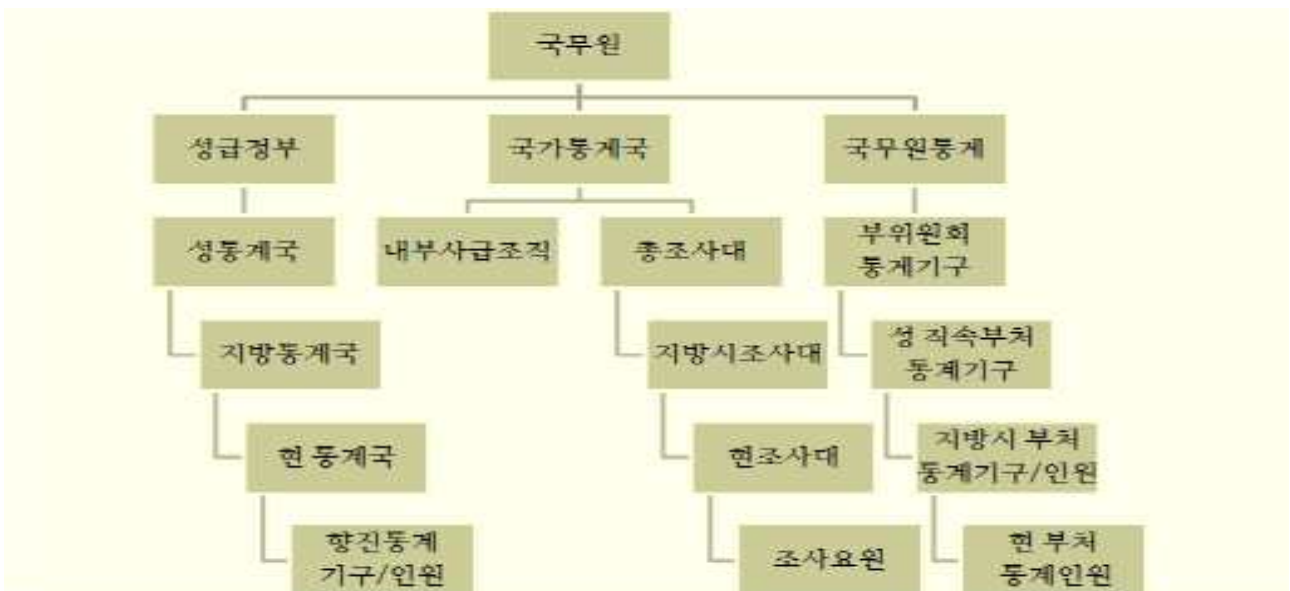 국무원
성급정부
국가통계국
국무원통계
성통계국
내부사급조직
총조사대
부위원회
통계기구
지방통계국
지방시조사대
성 직속부처
통계기구
현 통계국
현조사대
지방시 부처
통계기구/인원
향진통계
기구/인원
조사요원
현 부처
통계인원